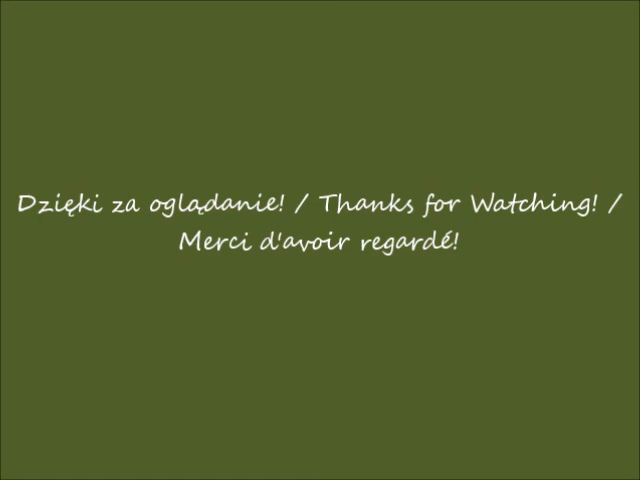 Dzięki za oglądanie! / Thanks for Watching! /
Merci d'avoir regardé!